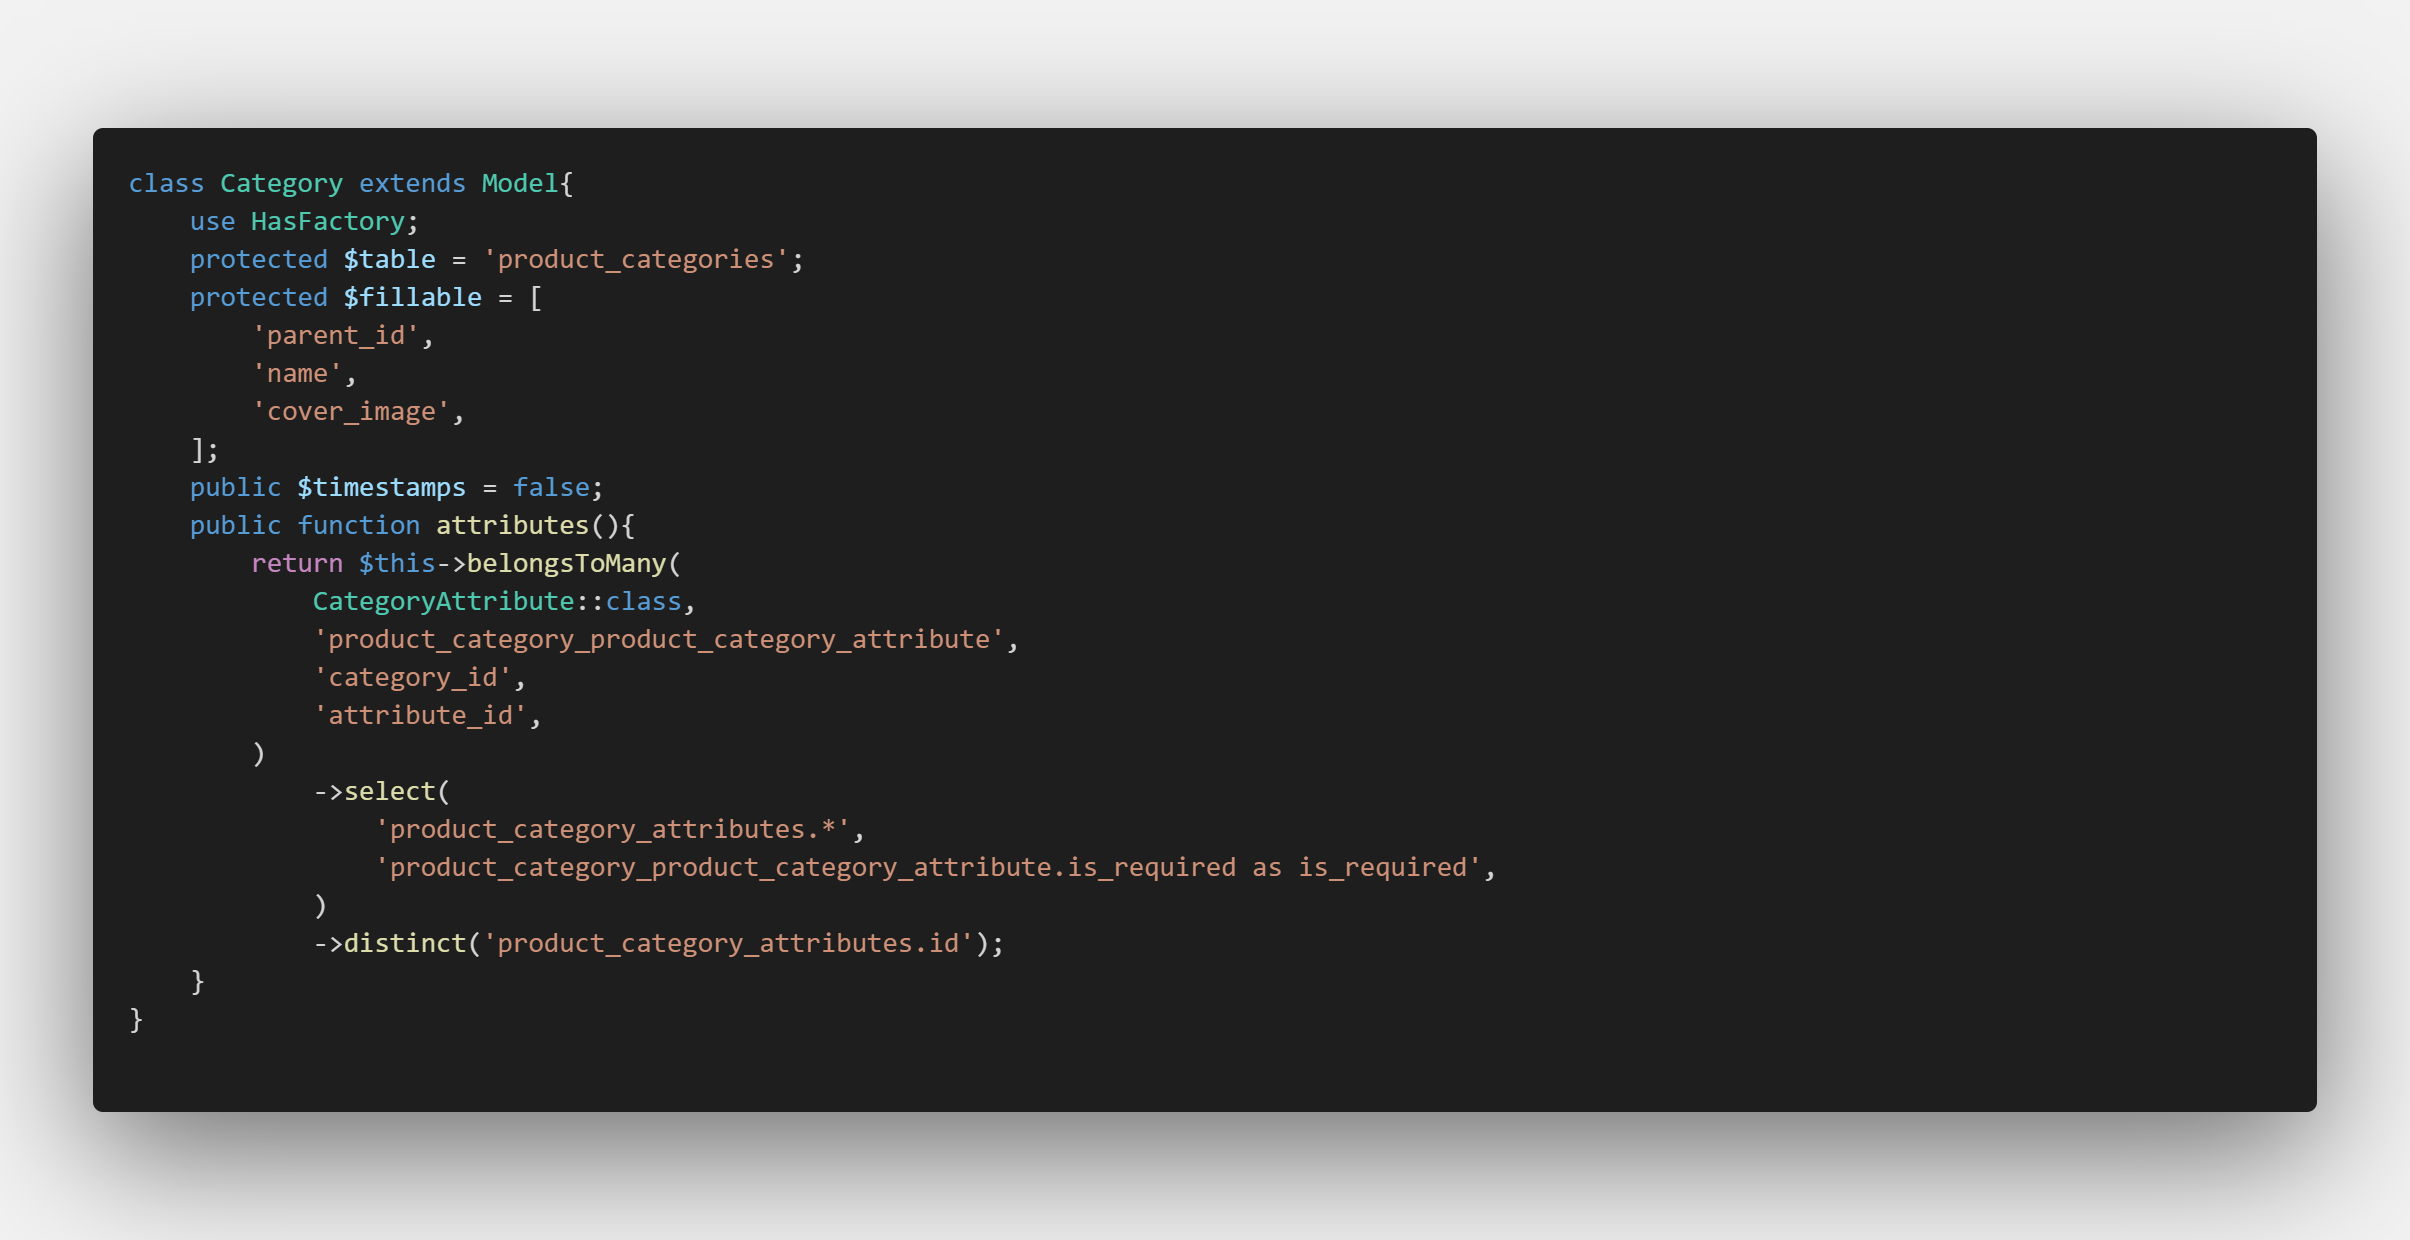 class Category extends Model{
    use HasFactory;
    protected $table = 'product_categories';
    protected $fillable = [
        'parent_id',
        'name',
        'cover_image',
    ];
    public $timestamps = false;
    public function attributes(){
        return $this->belongsToMany(
            CategoryAttribute::class,
            'product_category_product_category_attribute',
            'category_id',
            'attribute_id',
        )
            ->select(
                'product_category_attributes.*',
                'product_category_product_category_attribute.is_required as is_required',
            )
            ->distinct('product_category_attributes.id');
    }
}